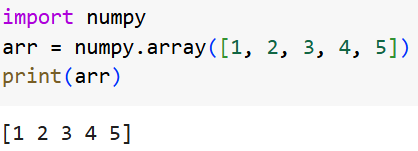 import numpy
arr = numpy.array([1, 2, 3, 4, 5])
print(arr)
[1 2 3 4 5]